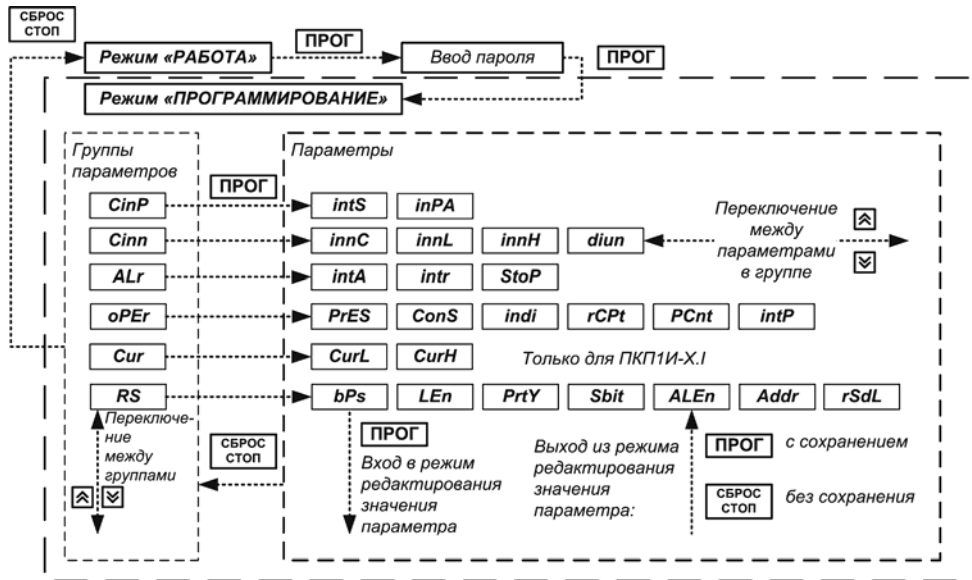 СБРОС
СТОП
Режим «РАБОТА»
ПРОГ
Ввод пароля
ПРОГ
Режим «ПРОГРАММИРОВАНИЕ»
Группы
параметров
ПРОГ
Параметры
CinP
intS
inPA
Cinn
innC
innL
innH
diun
Переключение
между
параметрами
в группе
ALr
intA
intr
StoP
oPEr
PrES
ConS
indi
rCPt
PCnt
intP
Cur
CurL
CurH
Только для ПКП1И-X.I
RS
bPs
LEn
PrtY
Sbit
ALEn
Addr
rSdL
Переключе-
ние
между
группами
СБРОС
СТОП
ПРОГ
Вход в режим
редактирования
значения
параметра
Выход из режима
редактирования
значения
параметра:
ПРОГ
с сохранением
СБРОС
СТОП
без сохранения